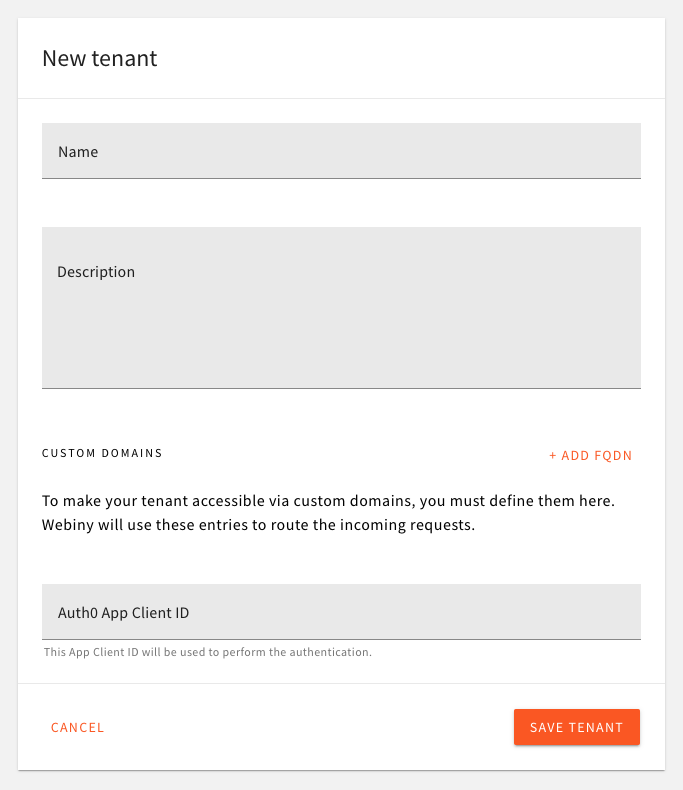 New tenant
Name
Description
CUSTOM DOMAINS
+ ADD FQDN
To make your tenant accessible via custom domains, you must define them here.
Webiny will use these entries to route the incoming requests.
Auth0 App Client ID
This App Client ID will be used to perform the authentication.
CANCEL
SAVE TENANT